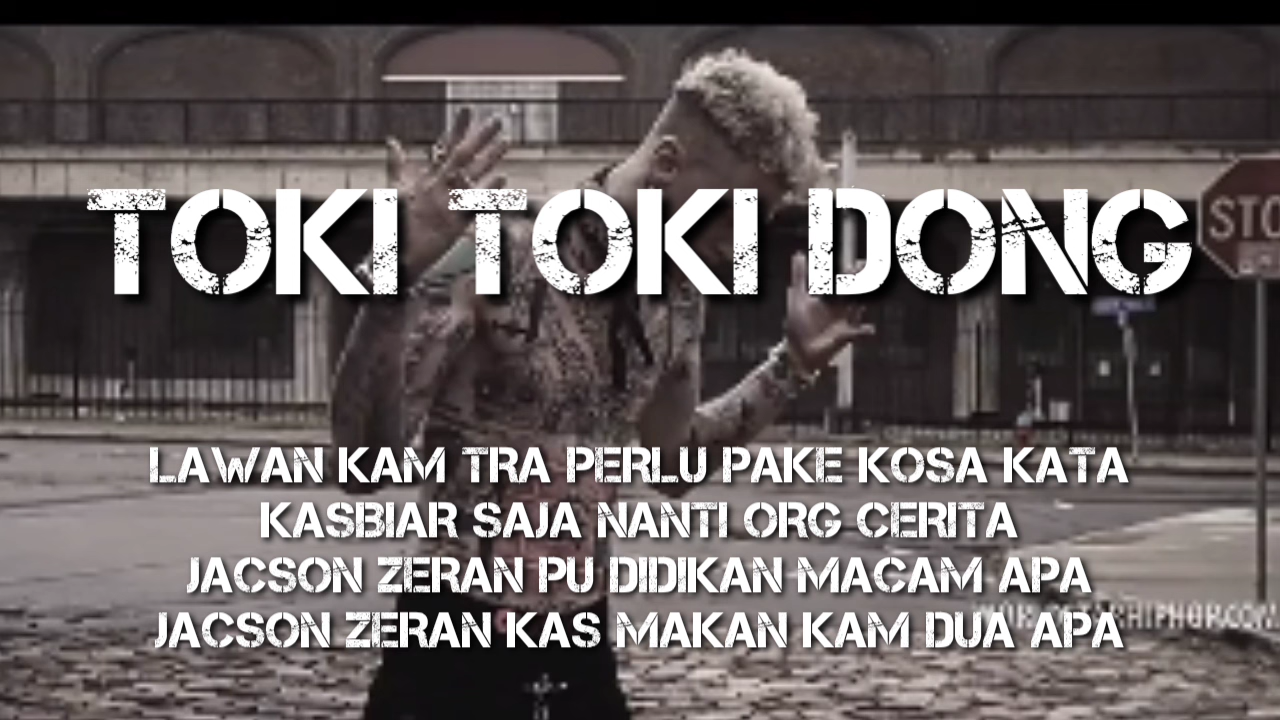 TOKI TOKI DONG
STO
LAWAN KAM TRA PERLU PAKE KOSA KATA
KASBIAR SAJA NANTI ORG CERITA
JACSON ZERAN PU DIDIKAN MACAM APA
JACSON ZERAN KAS MAKAN KAM DUA APA